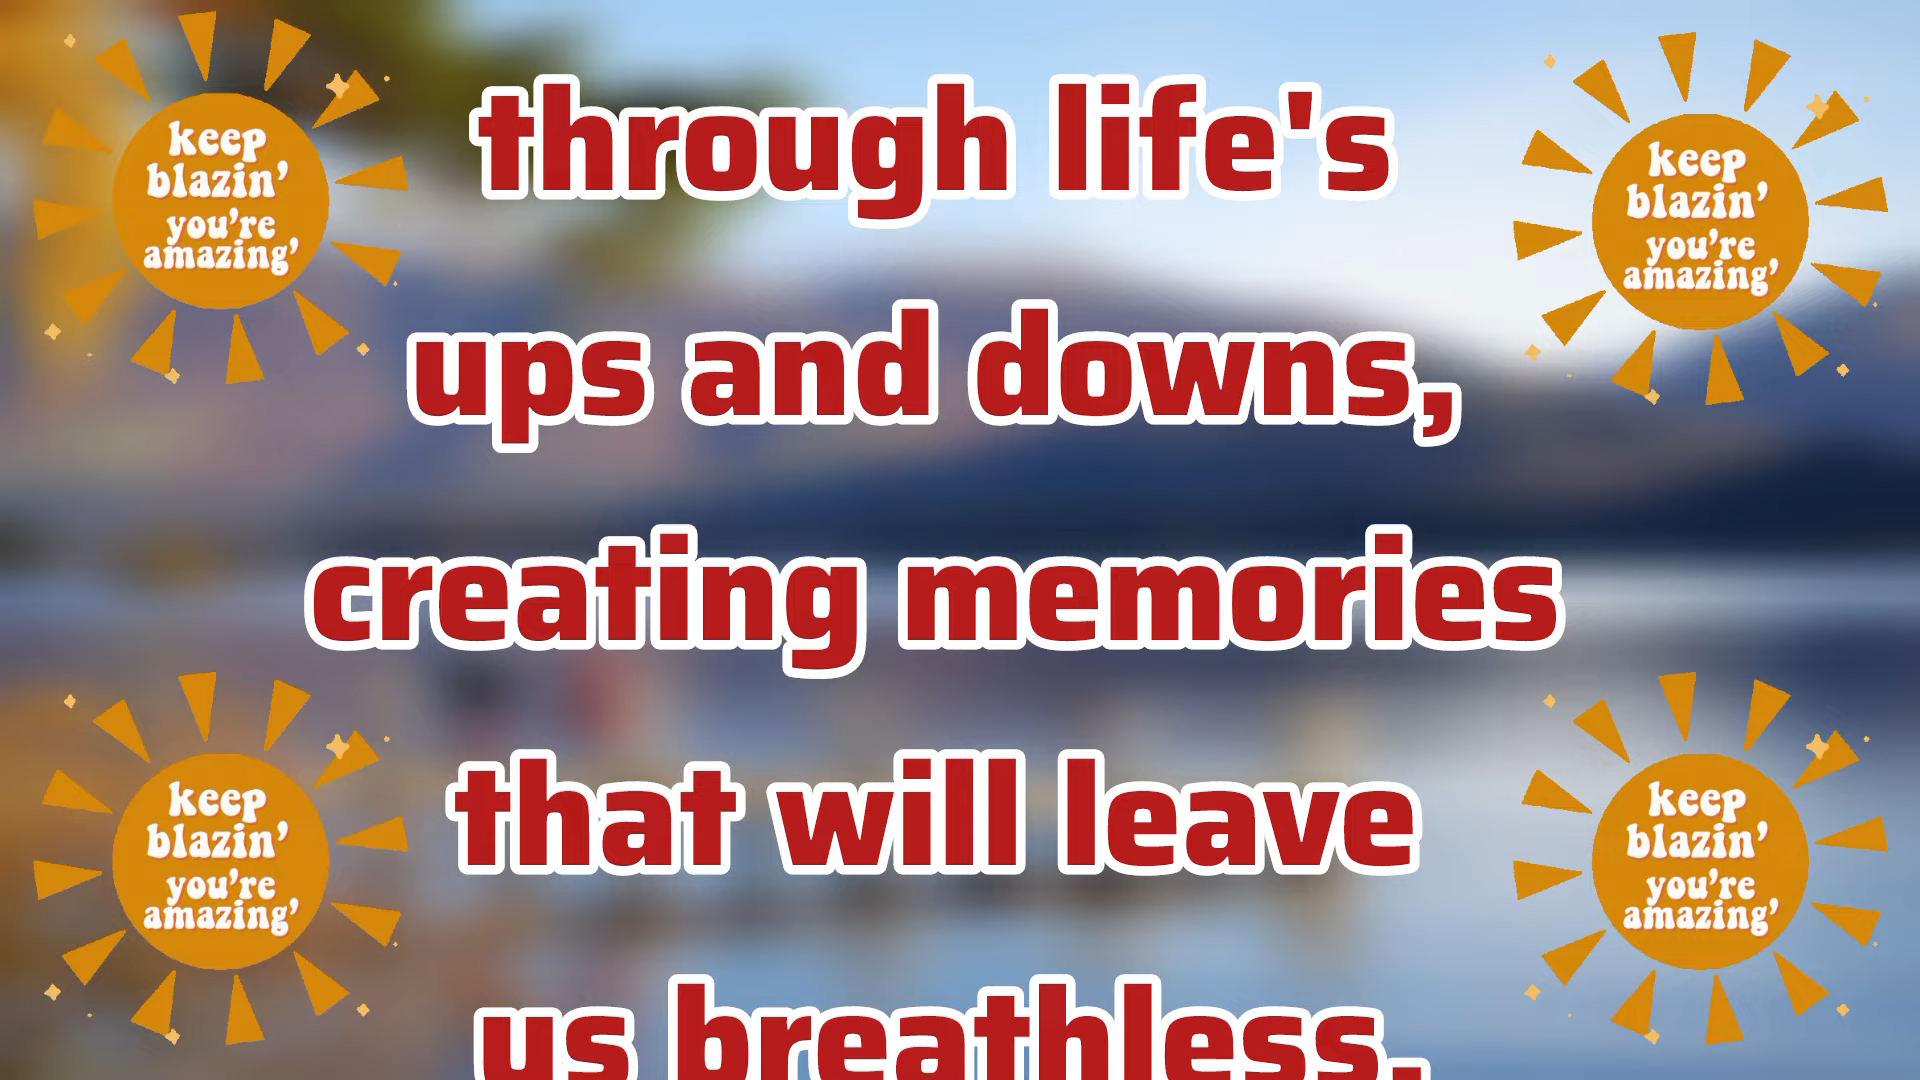 keep
blazin'
you're
amazing'
keep
blazin'
you're
amazing'
through life's
ups and downs,
creating memories
that will leave
us breathless.
keep
blazin'
you're
amazing'
keep
blazin'
you're
amazing'